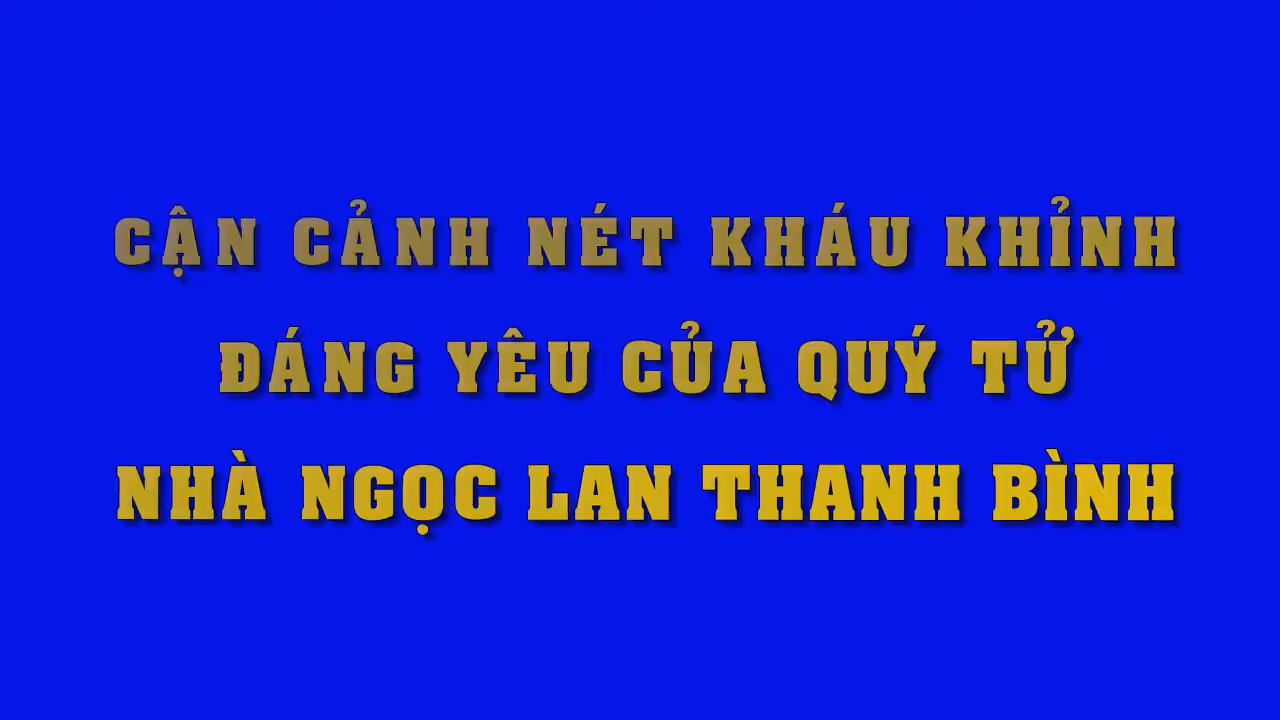 CẬN CẢNH NÉT KHÁU KHỈNH
ĐÁNG YÊU CỦA QUÝ TỬ
NHÀ NGỌC LAN THANH BÌNH